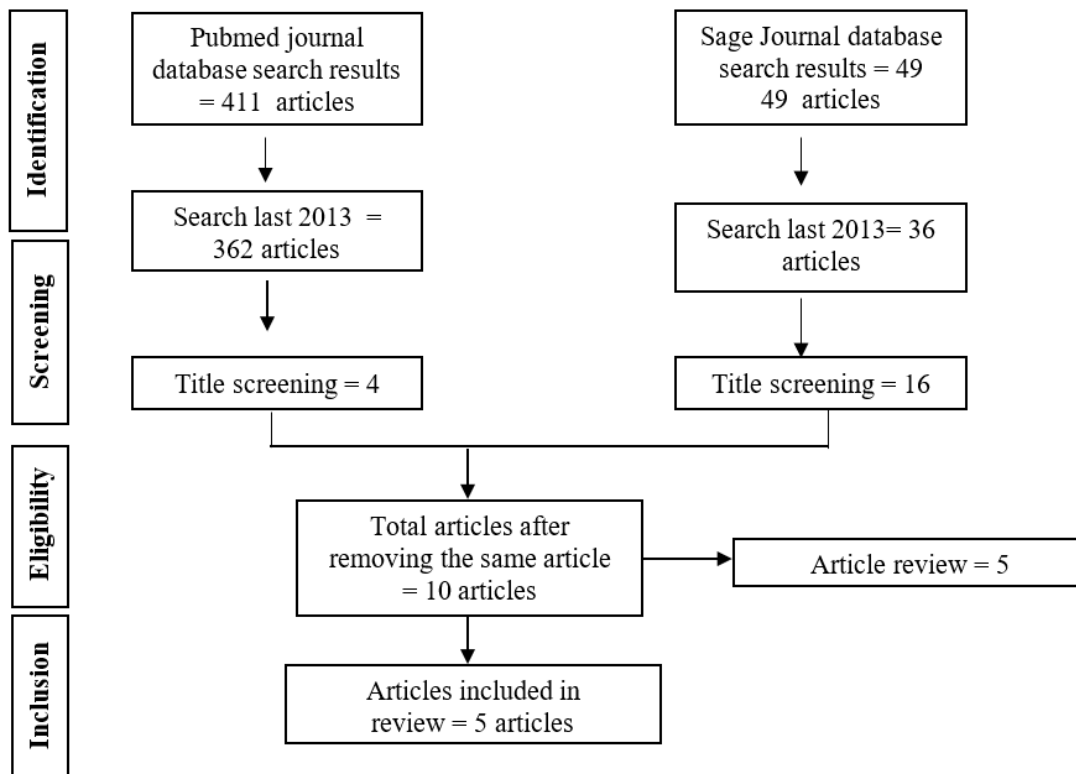 Identification
Pubmed journal
database search results
= 411 articles
Sage Journal database
search results = 49
49 articles
Search last 2013 =
362 articles
Search last 2013= 36
articles
Screening
Title screening = 4
Title screening = 16
Eligibility
Total articles after
removing the same article
= 10 articles
Article review = 5
Inclusion
Articles included in
review = 5 articles